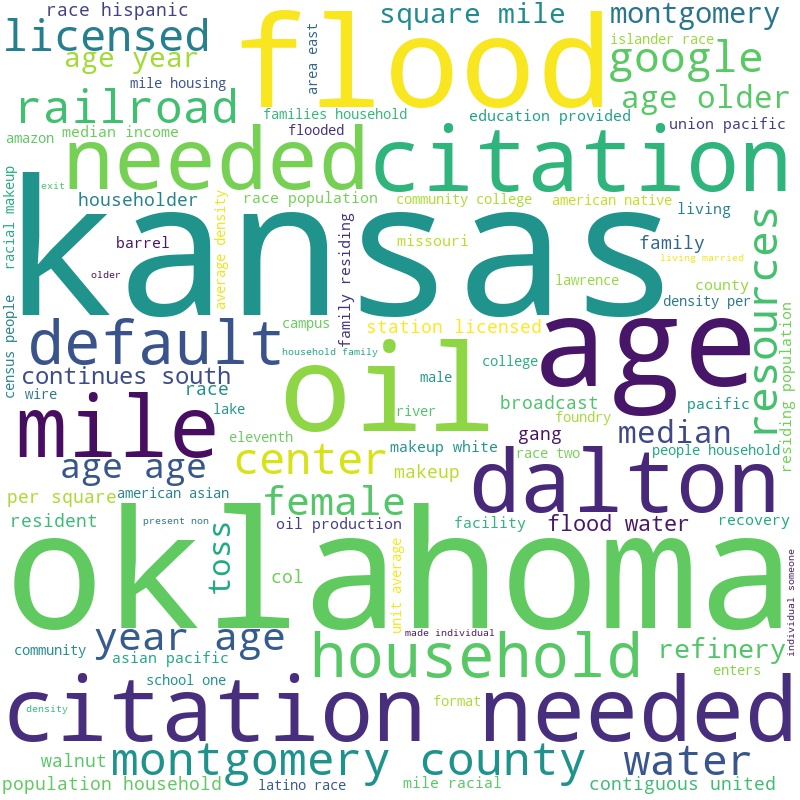 race hispanic
licensed
age year
mile housing
flood
area east
square mile
montgomery
islander race
google
age older
railroad
families household
education provided
amazon
median income
flooded
union pacific
needed
citation
racial makeup
exit
householder
race population
community college
american native
living
kansas
barrel
older
average density
family residing
missouri
family
living married
lawrence
county
density per
resources
census people
default
campus
station licensed
age
household family
continues south
race
wire
lake
mile
oil
male
college
river
broadcast
pacific
foundry
gang
median
residing population
eleventh
makeup white
race two
people household
age age
center
makeup
dalton
per square
american asian
female
resident
present non
toss
oil production
facility
flood water
recovery
oklahoma
col
unit average
individual someone
year age
made individual
community
asian pacific
household
refinery
enters
school one
citation needed
density
format
walnut
montgomery county
water
population household
latino race
mile racial
contiguous united